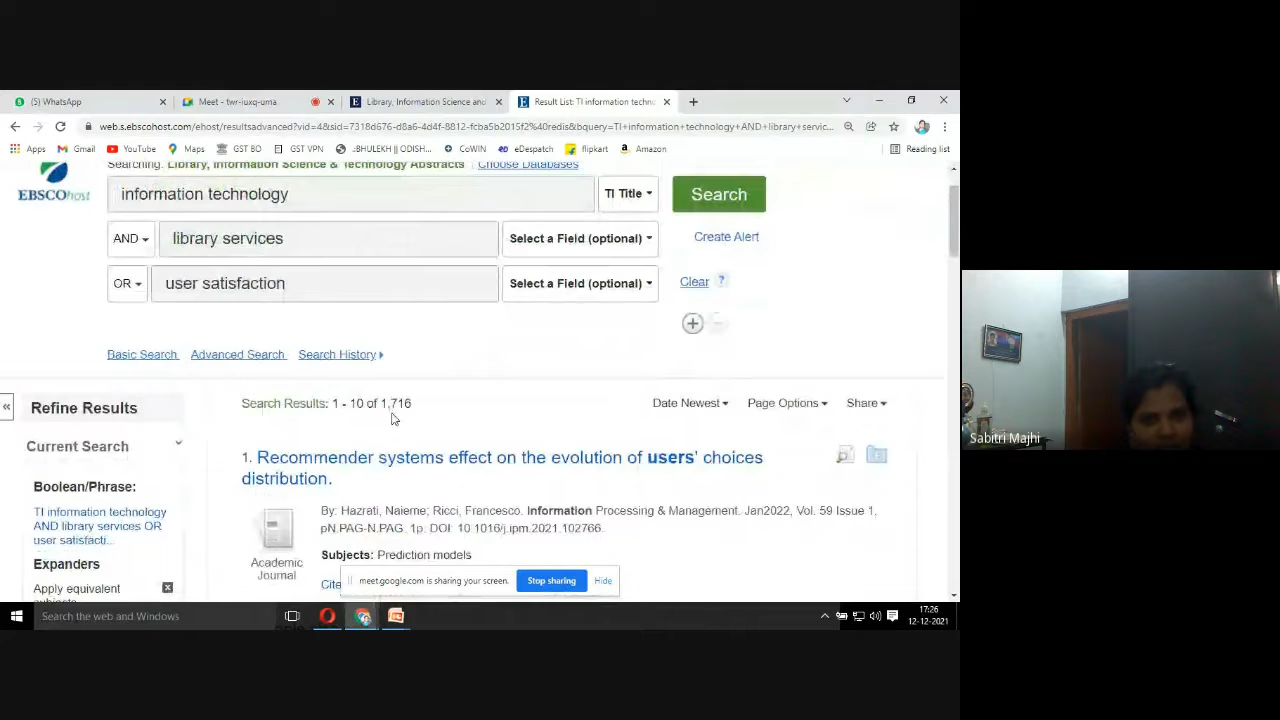 (5) WhatsApp
Meet - twr-iuxq-uma
Library, Information Science and
Result List: TI information techn
web.s.ebscohost.com/ehost/resultsadvanced?vid=4&sid=7318d676-d8a6-4d4f-8812-fcba5b2015f2%40redis&bquery=TI+information+technology+AND+library+servic...
Apps Gmail YouTube Maps GST BO GST VPN .:BHULEKH || ODISH... CoWIN eDespatch flipkart Amazon Reading list
Searching: Library, Information Science & Technology Abstracts Choose Databases
EBSCOhost
information technology TI Title Search
AND library services Select a Field (optional) Create Alert
OR user satisfaction Select a Field (optional) Clear ?
Basic Search Advanced Search Search History
Refine Results
Search Results: 1 - 10 of 1,716 Date Newest Page Options Share
Current Search
1. Recommender systems effect on the evolution of users' choices
distribution.
Boolean/Phrase:
TI information technology
AND library services OR
user satisfacti...
By: Hazrati, Naieme; Ricci, Francesco. Information Processing & Management. Jan2022, Vol. 59 Issue 1,
pN.PAG-N.PAG. 1p. DOI: 10.1016/j.ipm.2021.102766.
Academic
Journal
Subjects: Prediction models
Expanders
Apply equivalent
meet.google.com is sharing your screen. Stop sharing Hide
Search the web and Windows
17:26
12-12-2021
Sabitri Majhi